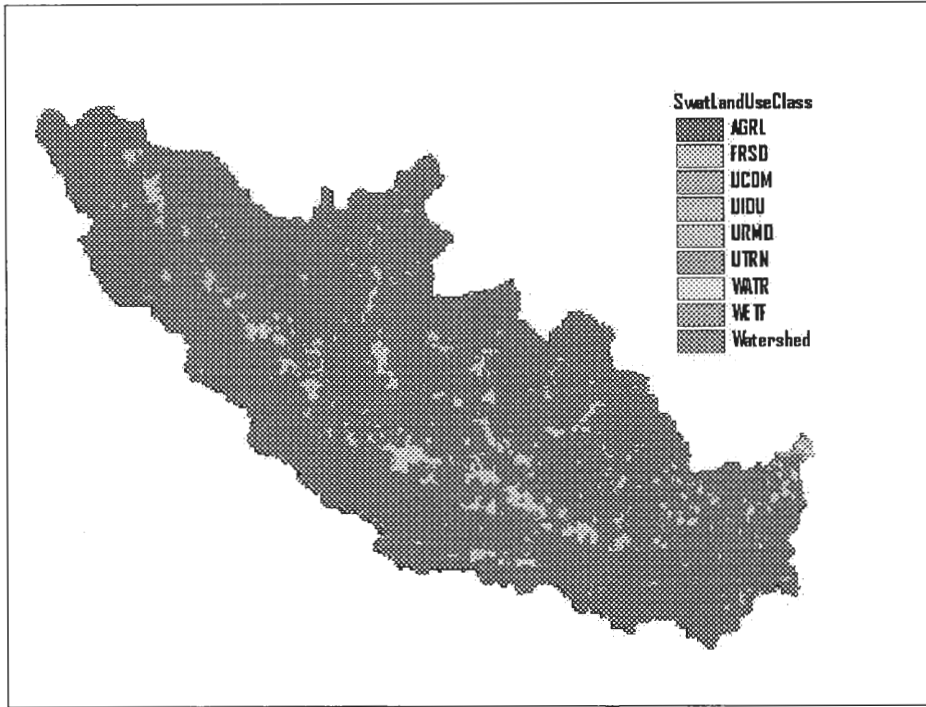 SwatLandUseClass
AGRL
FRSD
UCOM
UIDU
URMD
UTRN
WATR
WETF
Watershed